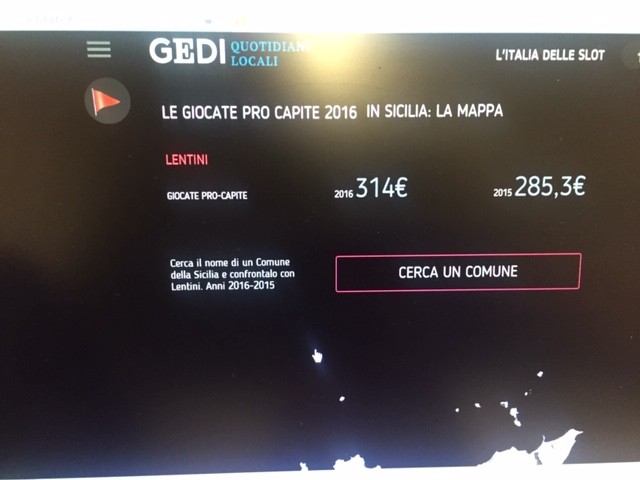 GEDI QUOTIDIANI
LOCALI
L'ITALIA DELLE SLOT
LE GIOCATE PRO CAPITE 2016 IN SICILIA: LA MAPPA
LENTINI
GIOCATE PRO-CAPITE
2016 314€
2015 285,3€
Cerca il nome di un Comune
della Sicilia e confrontalo con
Lentini. Anni 2016-2015
CERCA UN COMUNE